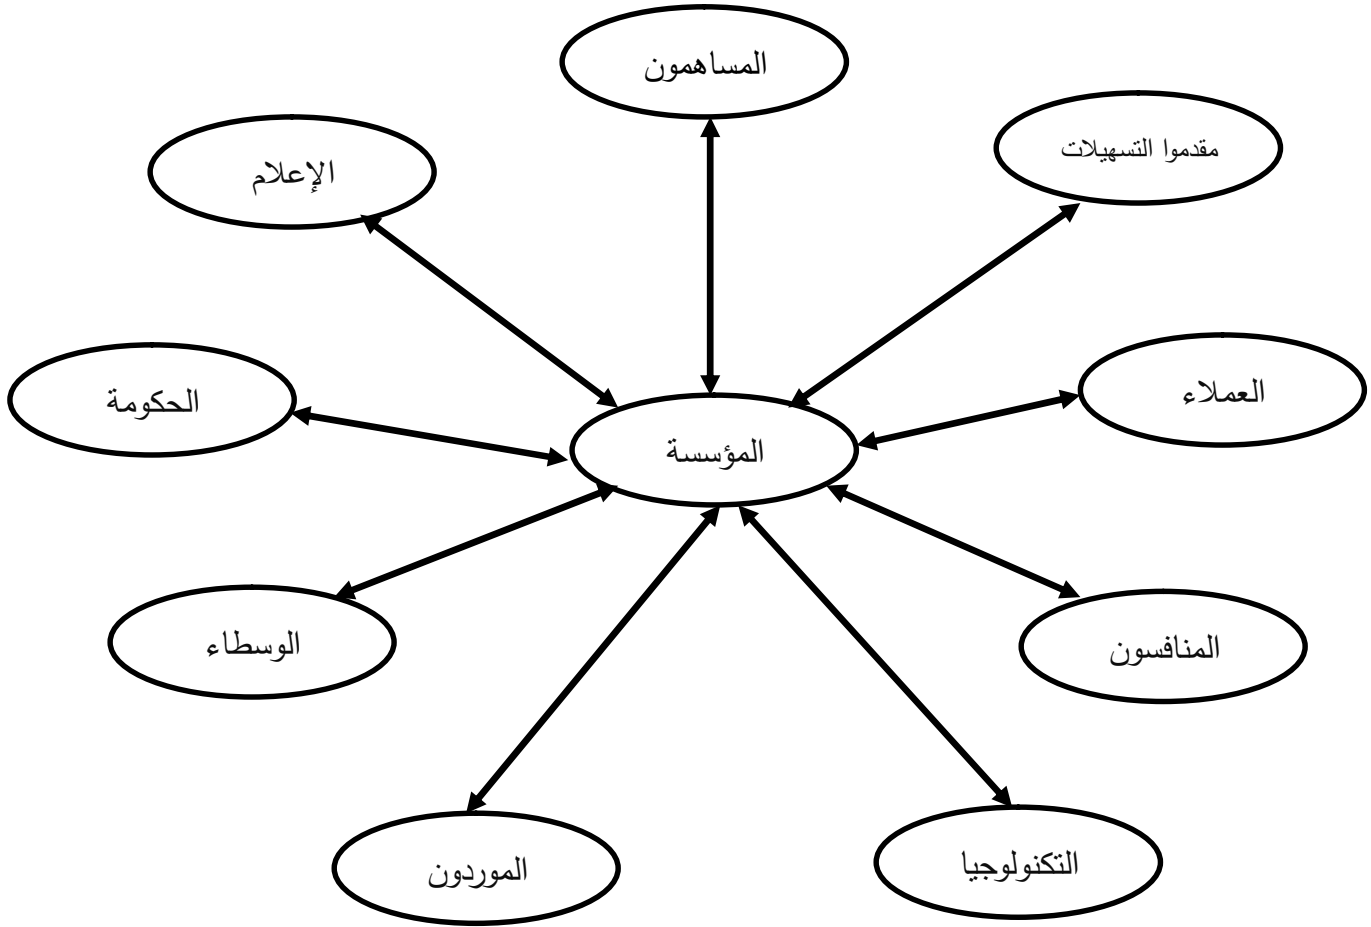 المساهمون
مقدموا التسهيلات
الإعلام
العملاء
الحكومة
المؤسسة
المنافسون
الوسطاء
التكنولوجيا
الموردون